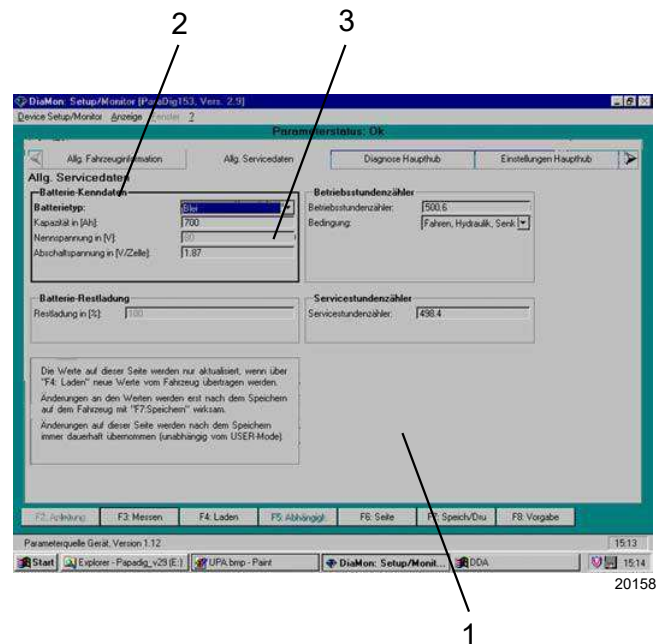 2
3
DiaMon: Setup/Monitor [ParaDig153, Vers. 2.9]
Device Setup/Monitor Anzeige Fenster 2
Parameterstatus: Ok
Allg. Fahrzeuginformation Allg. Servicedaten Diagnose Haupthub Einstellungen Haupthub
Allg. Servicedaten
Batterie-Kenndaten
Batterietyp: Blei
Kapazität in [Ah]: 700
Nennspannung in [V]: 80
Abschaltspannung in [V/Zelle]: 1.87
Betriebsstundenzähler
Betriebsstundenzähler: 500.6
Bedingung: Fahren, Hydraulik, Senk
Batterie-Restladung
Restladung in [%]: 100
Servicestundenzähler
Servicestundenzähler: 498.4
Die Werte auf dieser Seite werden nur aktualisiert, wenn über
"F4: Laden" neue Werte vom Fahrzeug übertragen werden.
Änderungen an den Werten werden erst nach dem Speichern
auf dem Fahrzeug mit "F7:Speichern" wirksam.
Änderungen auf dieser Seite werden nach dem Speichern
immer dauerhaft übernommen (unabhängig vom USER-Mode)
F2: Anleitung F3: Messen F4: Laden F5: Abhängigk. F6: Seite F7: Speich/Dru F8: Vorgabe
Parameterquelle Gerät, Version 1.12 15:13
Start Explorer - Papadig_v29 (E:) UPA.bmp - Paint DiaMon: Setup/Monit... DDA 15:14
20158
1